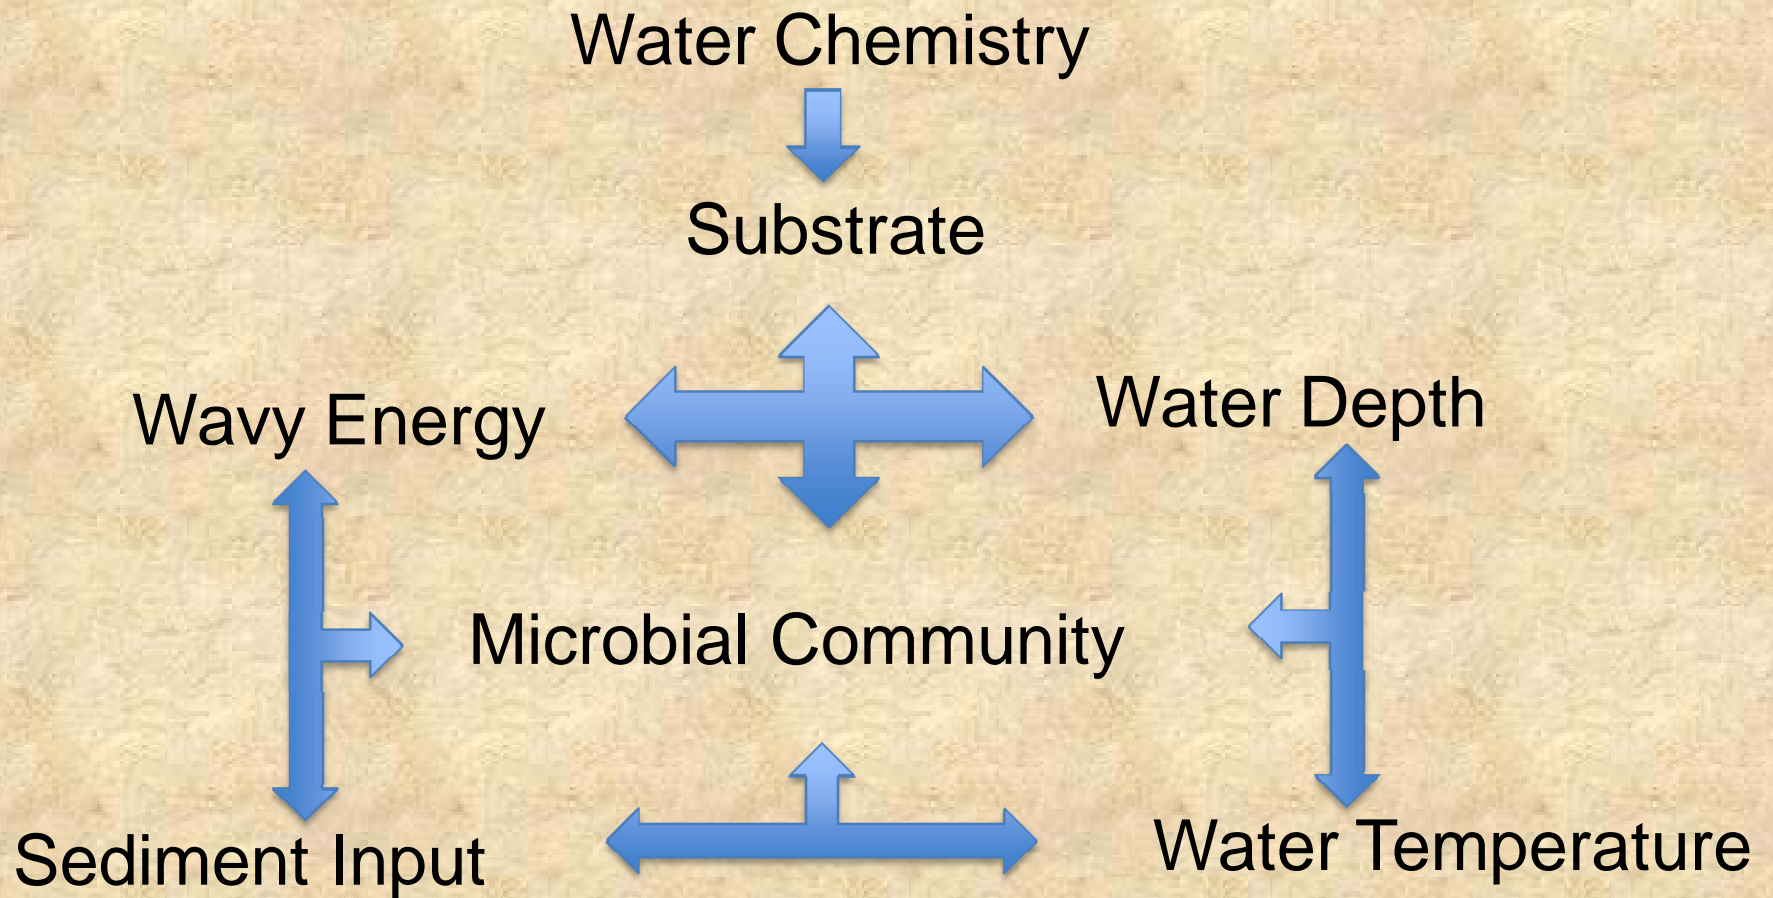 Water Chemistry
Substrate
Wavy Energy
Water Depth
Microbial Community
Sediment Input
Water Temperature